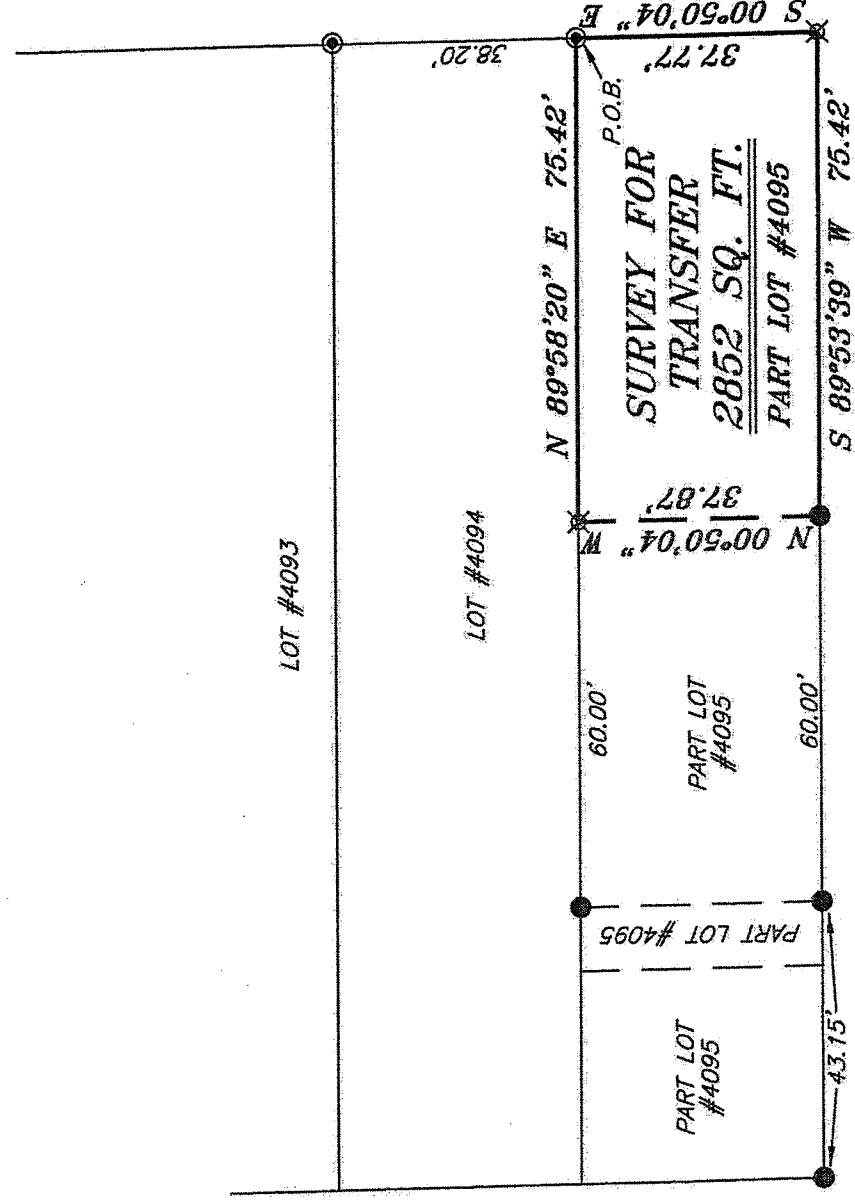 LOT #4093
38.20'
LOT #4094
N 89°58'20" E 75.42'
P.O.B.
S 00°50'04" E
37.77'
SURVEY FOR
TRANSFER
2852 SQ. FT.
PART LOT #4095
S 89°53'39" W 75.42'
37.87'
N 00°50'04" W
60.00'
PART LOT
#4095
60.00'
PART LOT #4095
PART LOT
#4095
43.15'